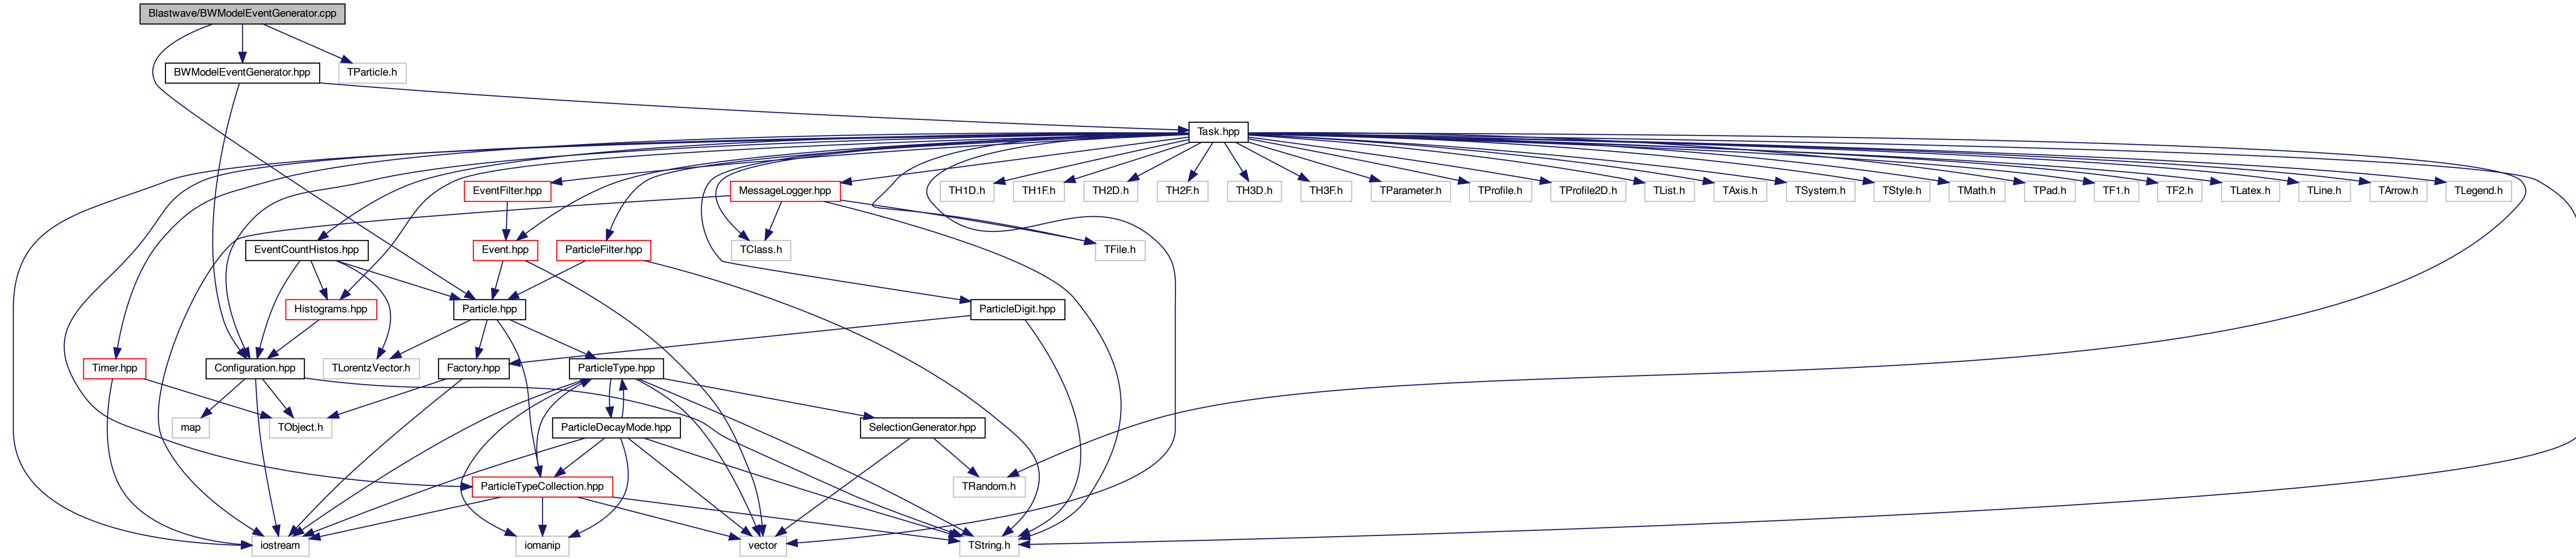 Blastwave/BWModelEventGenerator.cpp
BWModelEventGenerator.hpp
TParticle.h
Task.hpp
EventFilter.hpp
MessageLogger.hpp
TH1D.h
TH1F.h
TH2D.h
TH2F.h
TH3D.h
TH3F.h
TParameter.h
TProfile.h
TProfile2D.h
TList.h
TAxis.h
TSystem.h
TStyle.h
TMath.h
TPad.h
TF1.h
TF2.h
TLatex.h
TLine.h
TArrow.h
TLegend.h
EventCountHistos.hpp
Event.hpp
ParticleFilter.hpp
TClass.h
TFile.h
Histograms.hpp
Particle.hpp
ParticleDigit.hpp
Timer.hpp
Configuration.hpp
TLorentzVector.h
Factory.hpp
ParticleType.hpp
map
TObject.h
ParticleDecayMode.hpp
SelectionGenerator.hpp
ParticleTypeCollection.hpp
TRandom.h
iostream
iomanip
vector
TString.h